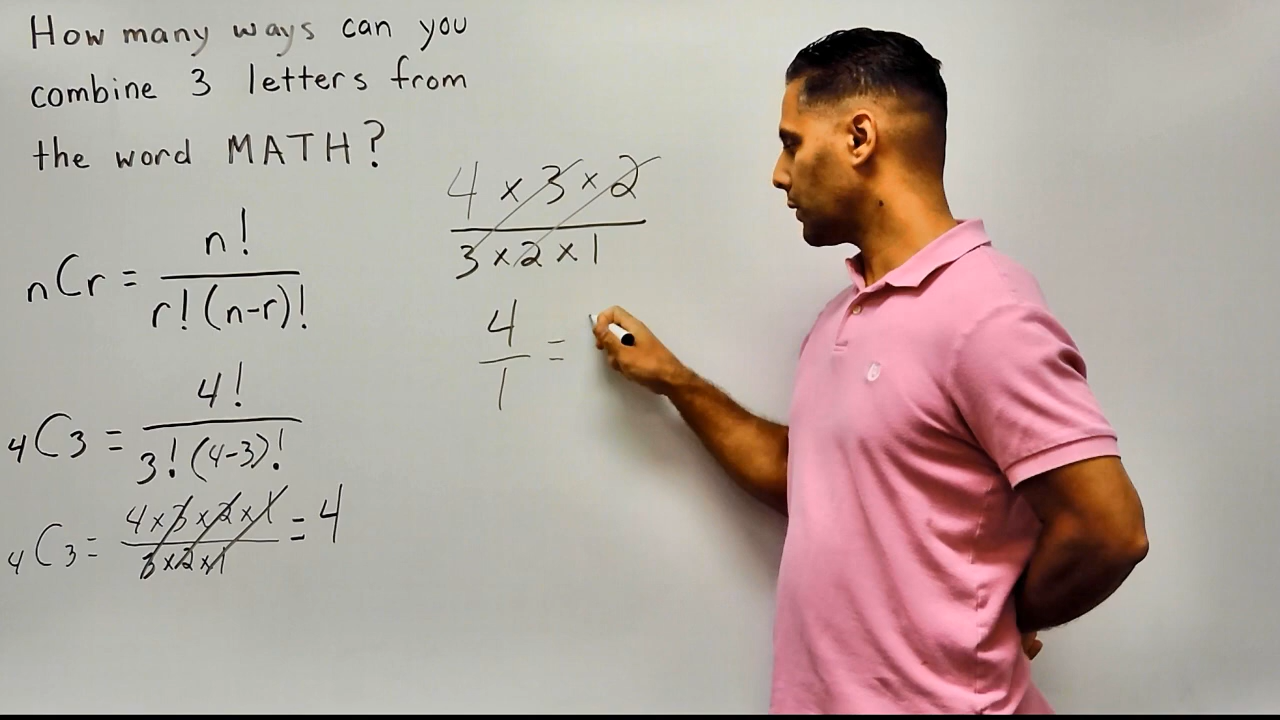 How many ways can you
combine 3 letters from
the word MATH?
nCr = n! / r!(n-r)!
4C3 = 4! / 3!(4-3)!
4C3 = 4×3×2×1 / 3×2×1 = 4
4 × 3 × 2
3 × 2 × 1
4 / 1 =